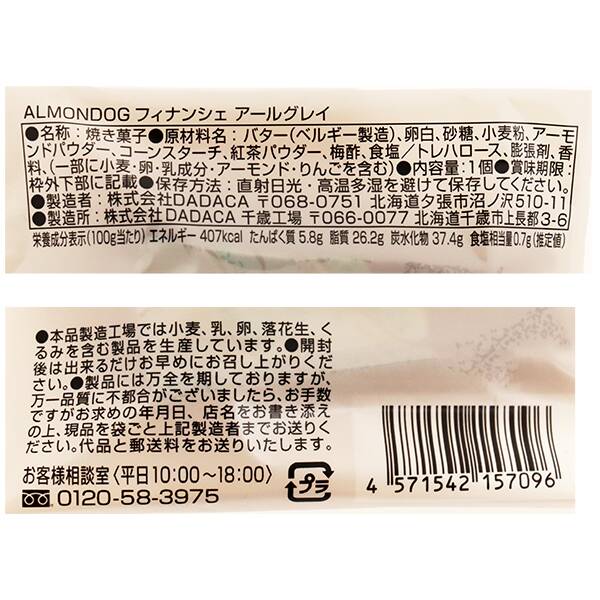 ALMONDOG フィナンシェ アールグレイ
●名称：焼き菓子●原材料名：バター（ベルギー製造）、卵白、砂糖、小麦粉、アーモ
ンドパウダー、コーンスターチ、紅茶パウダー、梅酢、食塩／トレハロース、膨張剤、香
料、（一部に小麦・卵・乳成分・アーモンド・りんごを含む）●内容量：1個●賞味期限：
枠外下部に記載●保存方法：直射日光・高温多湿を避けて保存してください。
●製造者：株式会社DADACA 〒068-0751 北海道夕張市沼ノ沢510-11
●製造所：株式会社DADACA 千歳工場 〒066-0077 北海道千歳市上長都3-6
栄養成分表示（100g当たり）エネルギー 407kcal たんぱく質 5.8g 脂質 26.2g 炭水化物 37.4g 食塩相当量0.7g（推定値）
●本品製造工場では小麦、乳、卵、落花生、く
るみを含む製品を生産しています。●開封
後は出来るだけお早めにお召し上がりくだ
さい。●製品には万全を期しておりますが、
万一品質に不都合がございましたら、お手数
ですがお求めの年月日、店名をお書き添え
の上、現品を袋ごと上記製造者までお送りく
ださい。代品と郵送料をお送りいたします。
お客様相談室〈平日10:00～18:00〉
0120-58-3975
プラ
4 571542 157096